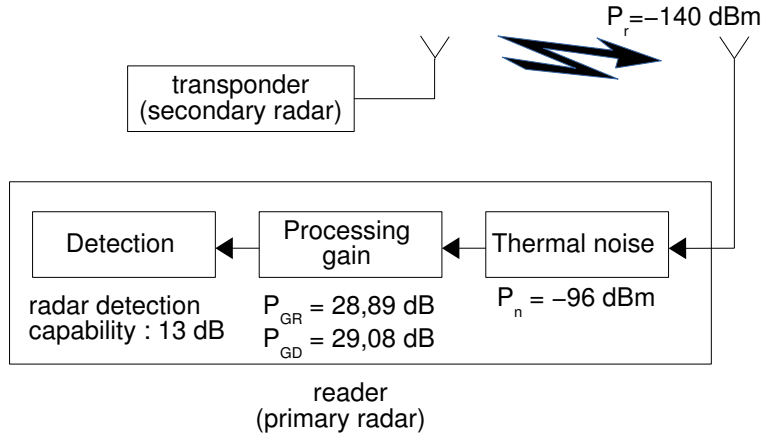 P_r=−140 dBm
transponder
(secondary radar)
Detection
Processing
gain
Thermal noise
radar detection
capability : 13 dB
P_GR = 28,89 dB
P_GD = 29,08 dB
P_n = −96 dBm
reader
(primary radar)